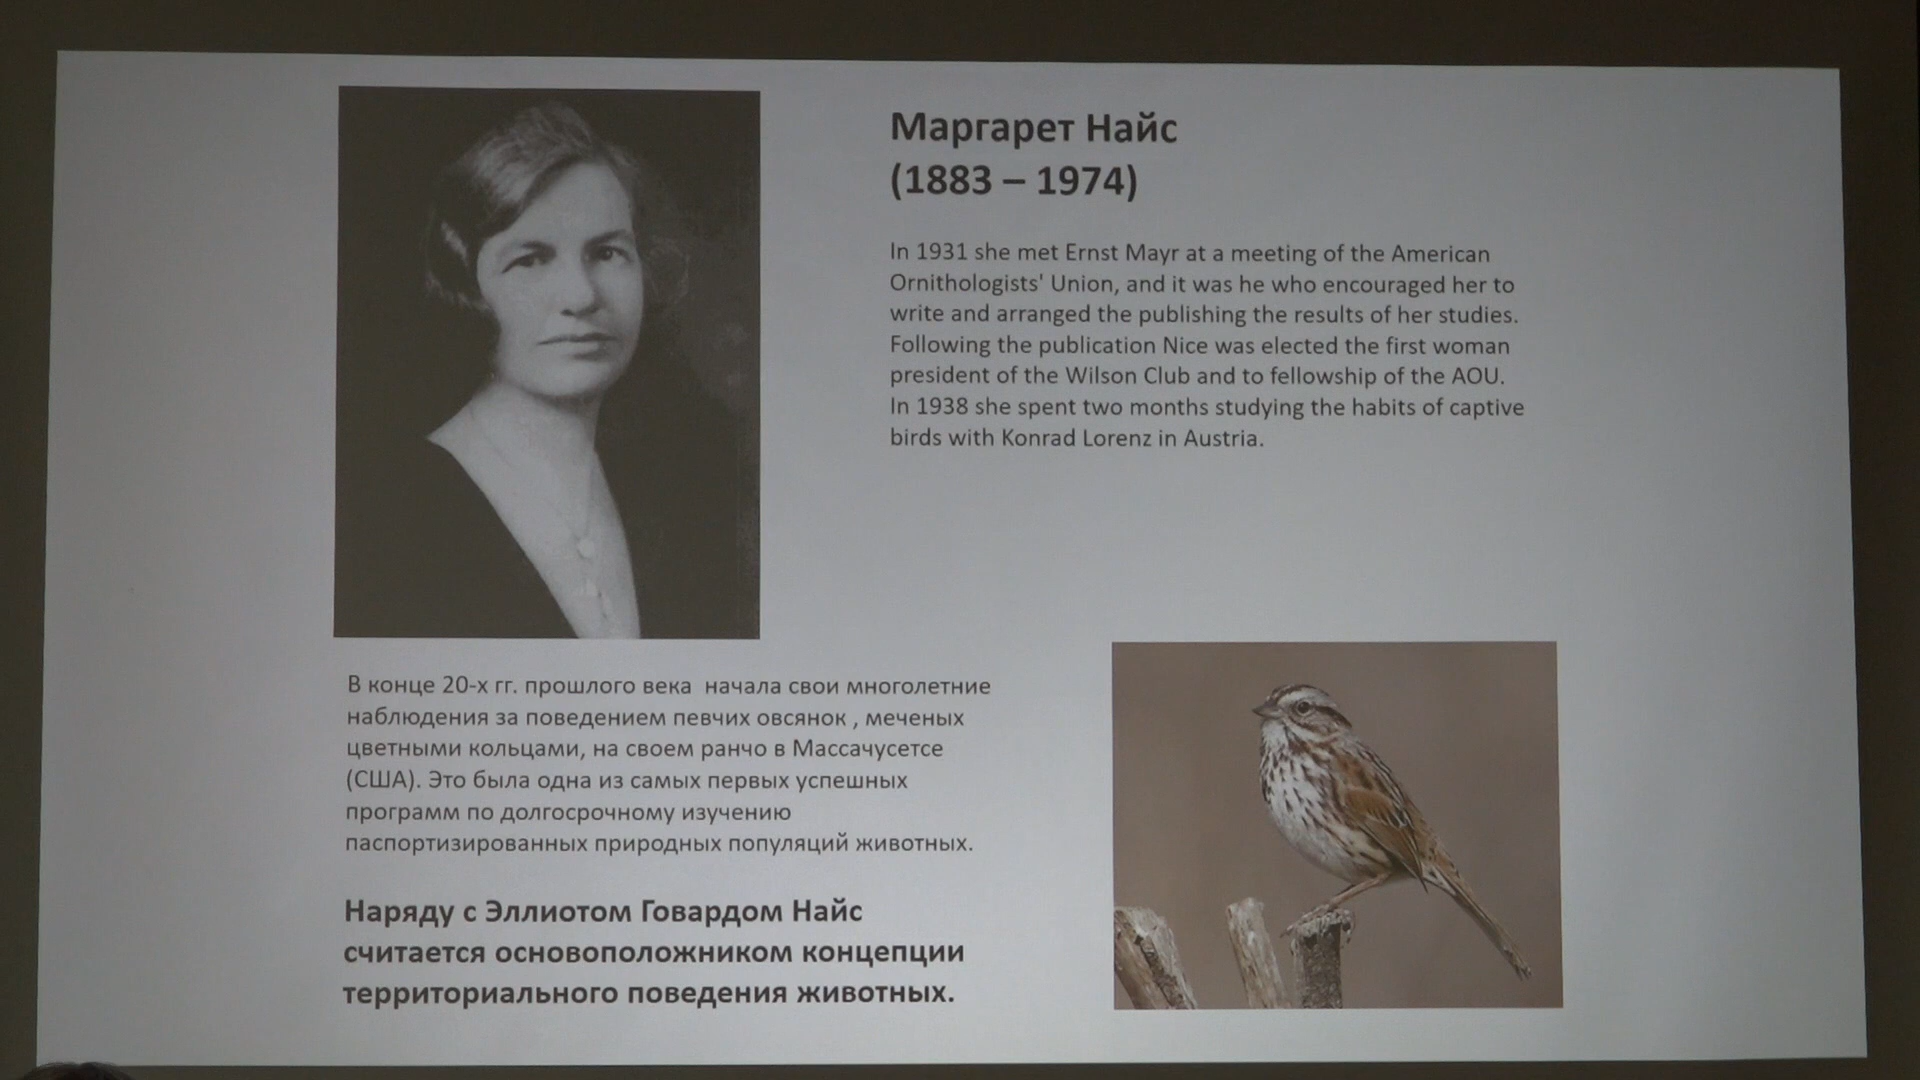 Маргарет Найс
(1883 – 1974)
In 1931 she met Ernst Mayr at a meeting of the American
Ornithologists' Union, and it was he who encouraged her to
write and arranged the publishing the results of her studies.
Following the publication Nice was elected the first woman
president of the Wilson Club and to fellowship of the AOU.
In 1938 she spent two months studying the habits of captive
birds with Konrad Lorenz in Austria.
В конце 20-х гг. прошлого века начала свои многолетние
наблюдения за поведением певчих овсянок , меченых
цветными кольцами, на своем ранчо в Массачусетсе
(США). Это была одна из самых первых успешных
программ по долгосрочному изучению
паспортизированных природных популяций животных.
Наряду с Эллиотом Говардом Найс
считается основоположником концепции
территориального поведения животных.